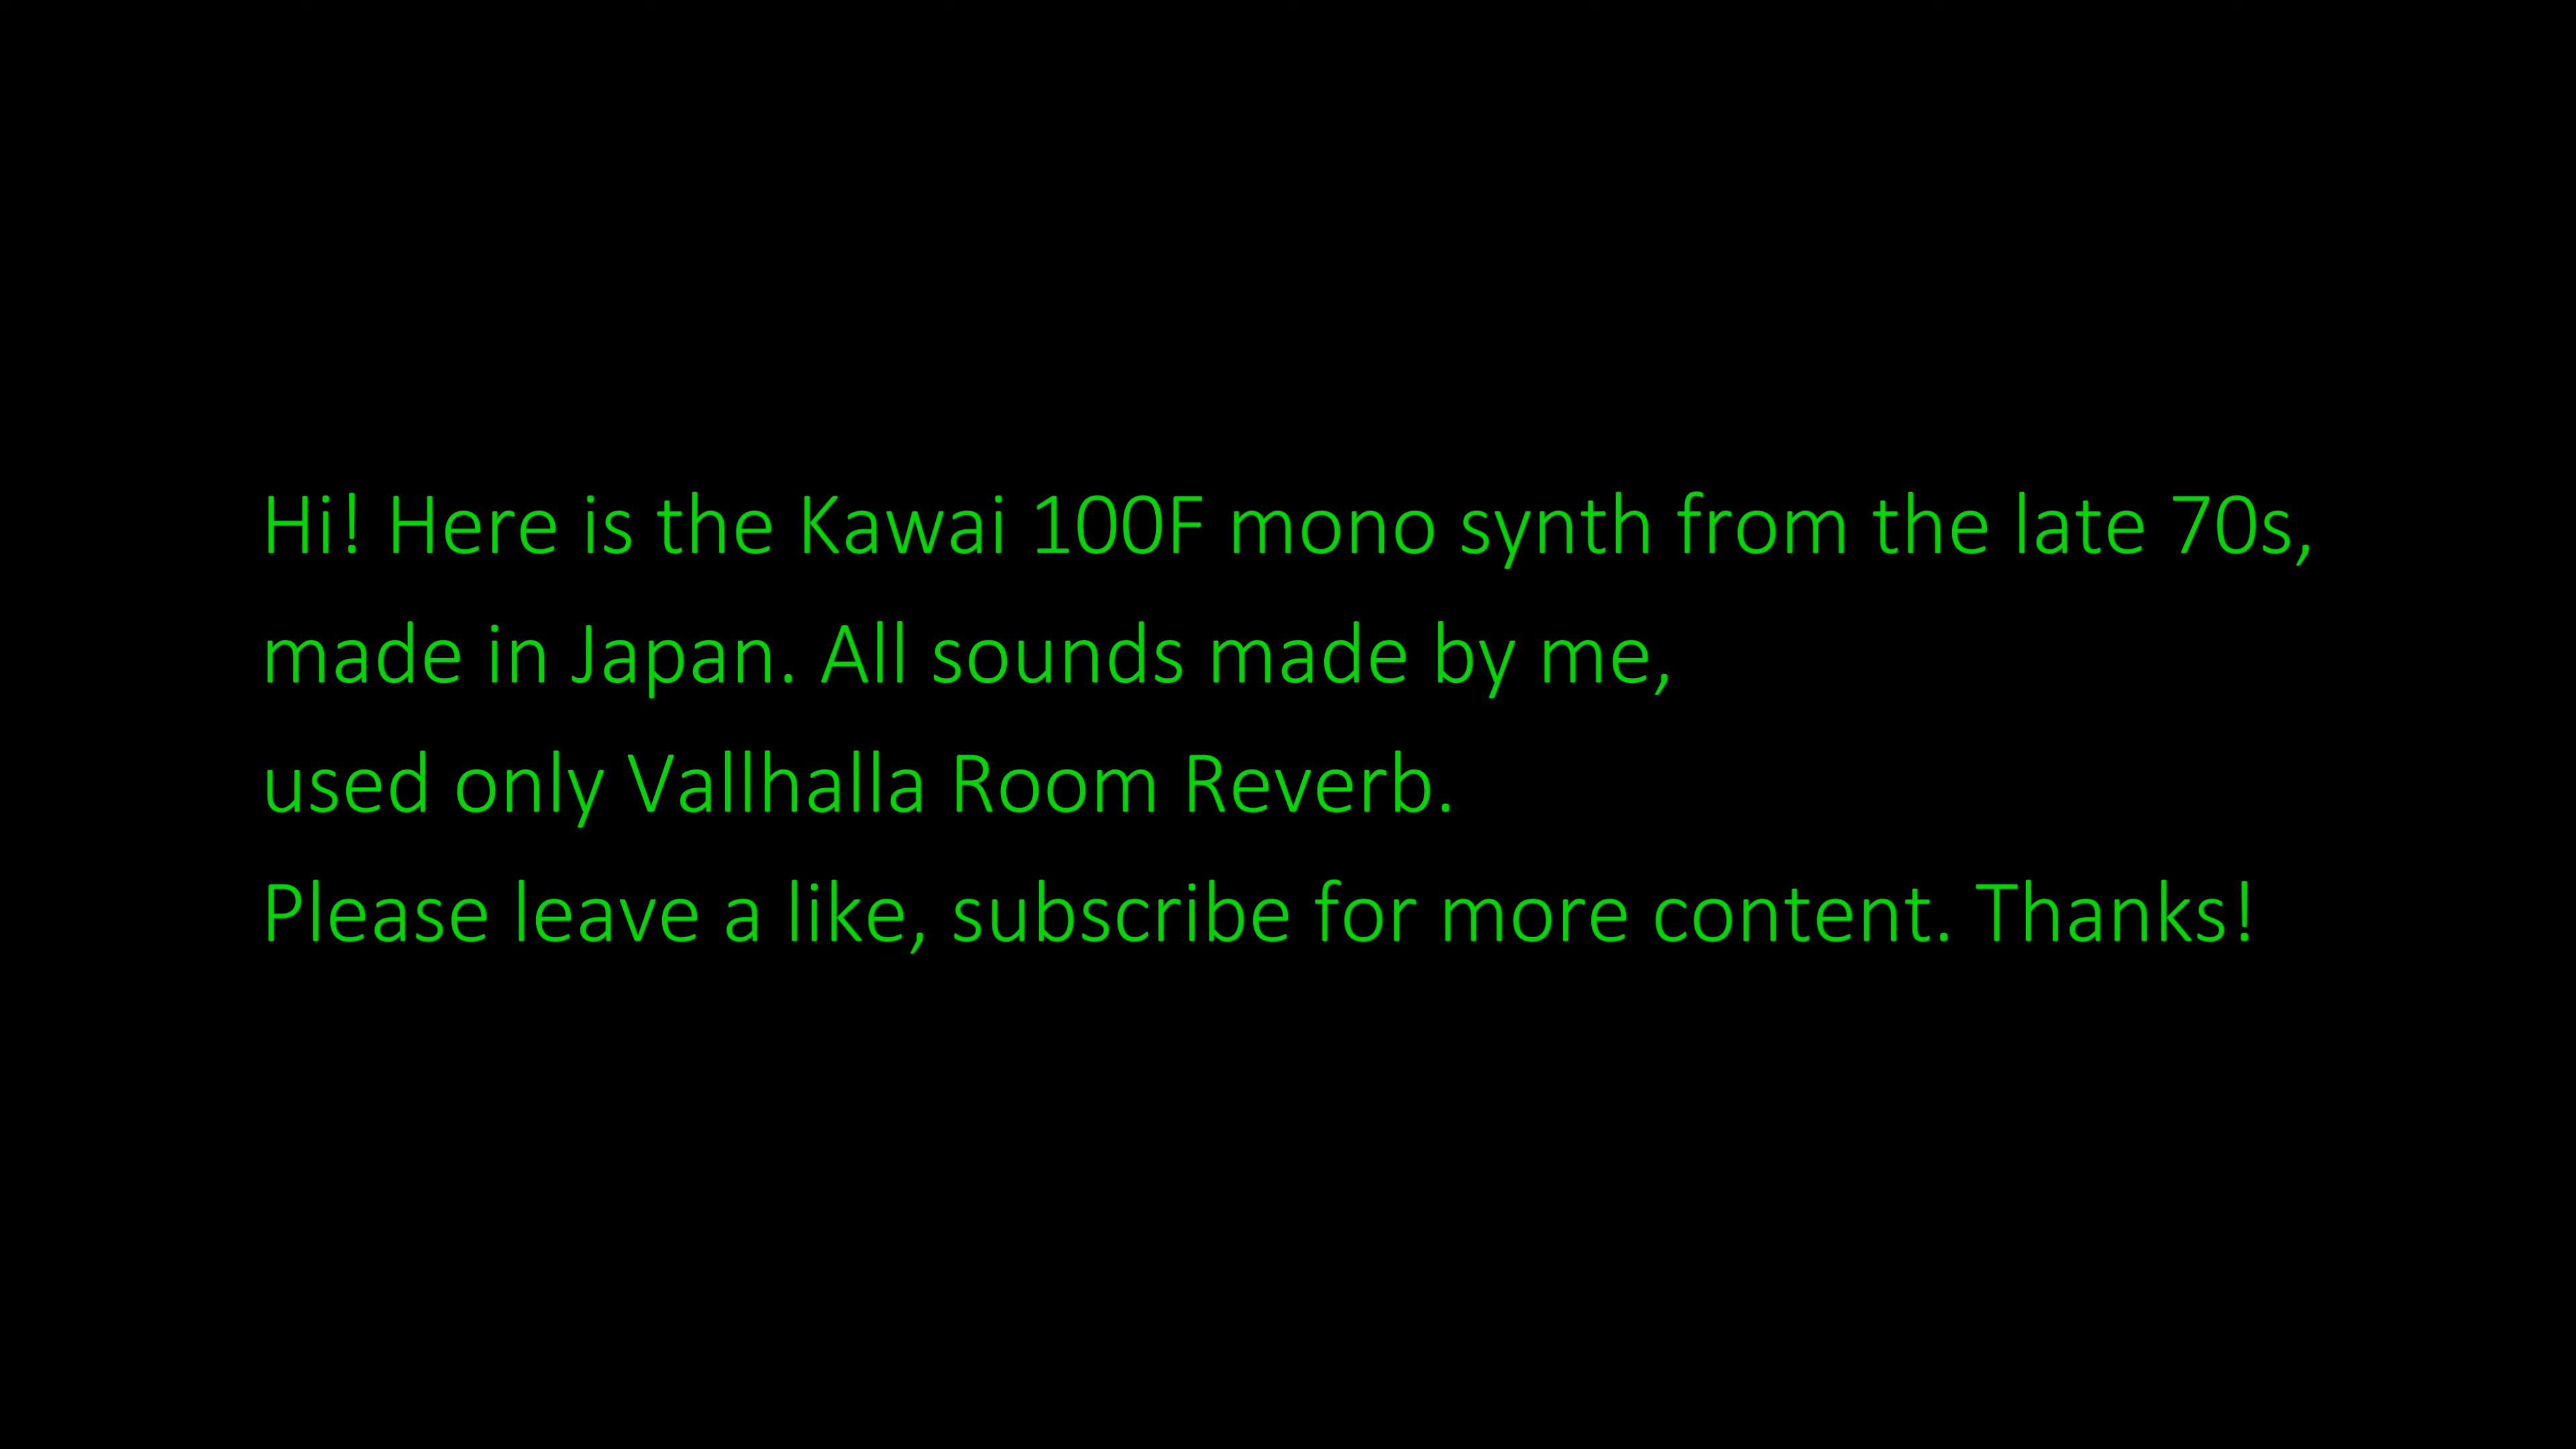 Hi! Here is the Kawai 100F mono synth from the late 70s,
made in Japan. All sounds made by me,
used only Vallhalla Room Reverb.
Please leave a like, subscribe for more content. Thanks!